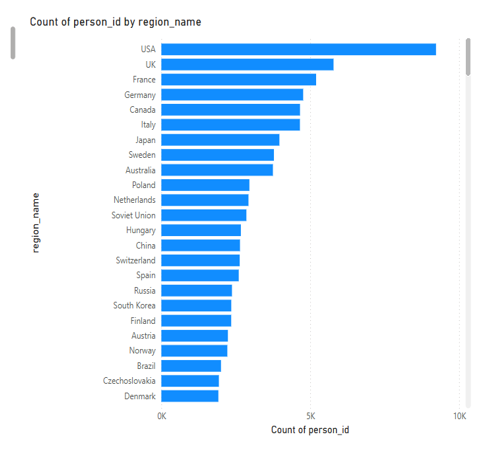 Count of person_id by region_name
region_name
USA
UK
France
Germany
Canada
Italy
Japan
Sweden
Australia
Poland
Netherlands
Soviet Union
Hungary
China
Switzerland
Spain
Russia
South Korea
Finland
Austria
Norway
Brazil
Czechoslovakia
Denmark
0K 5K 10K
Count of person_id